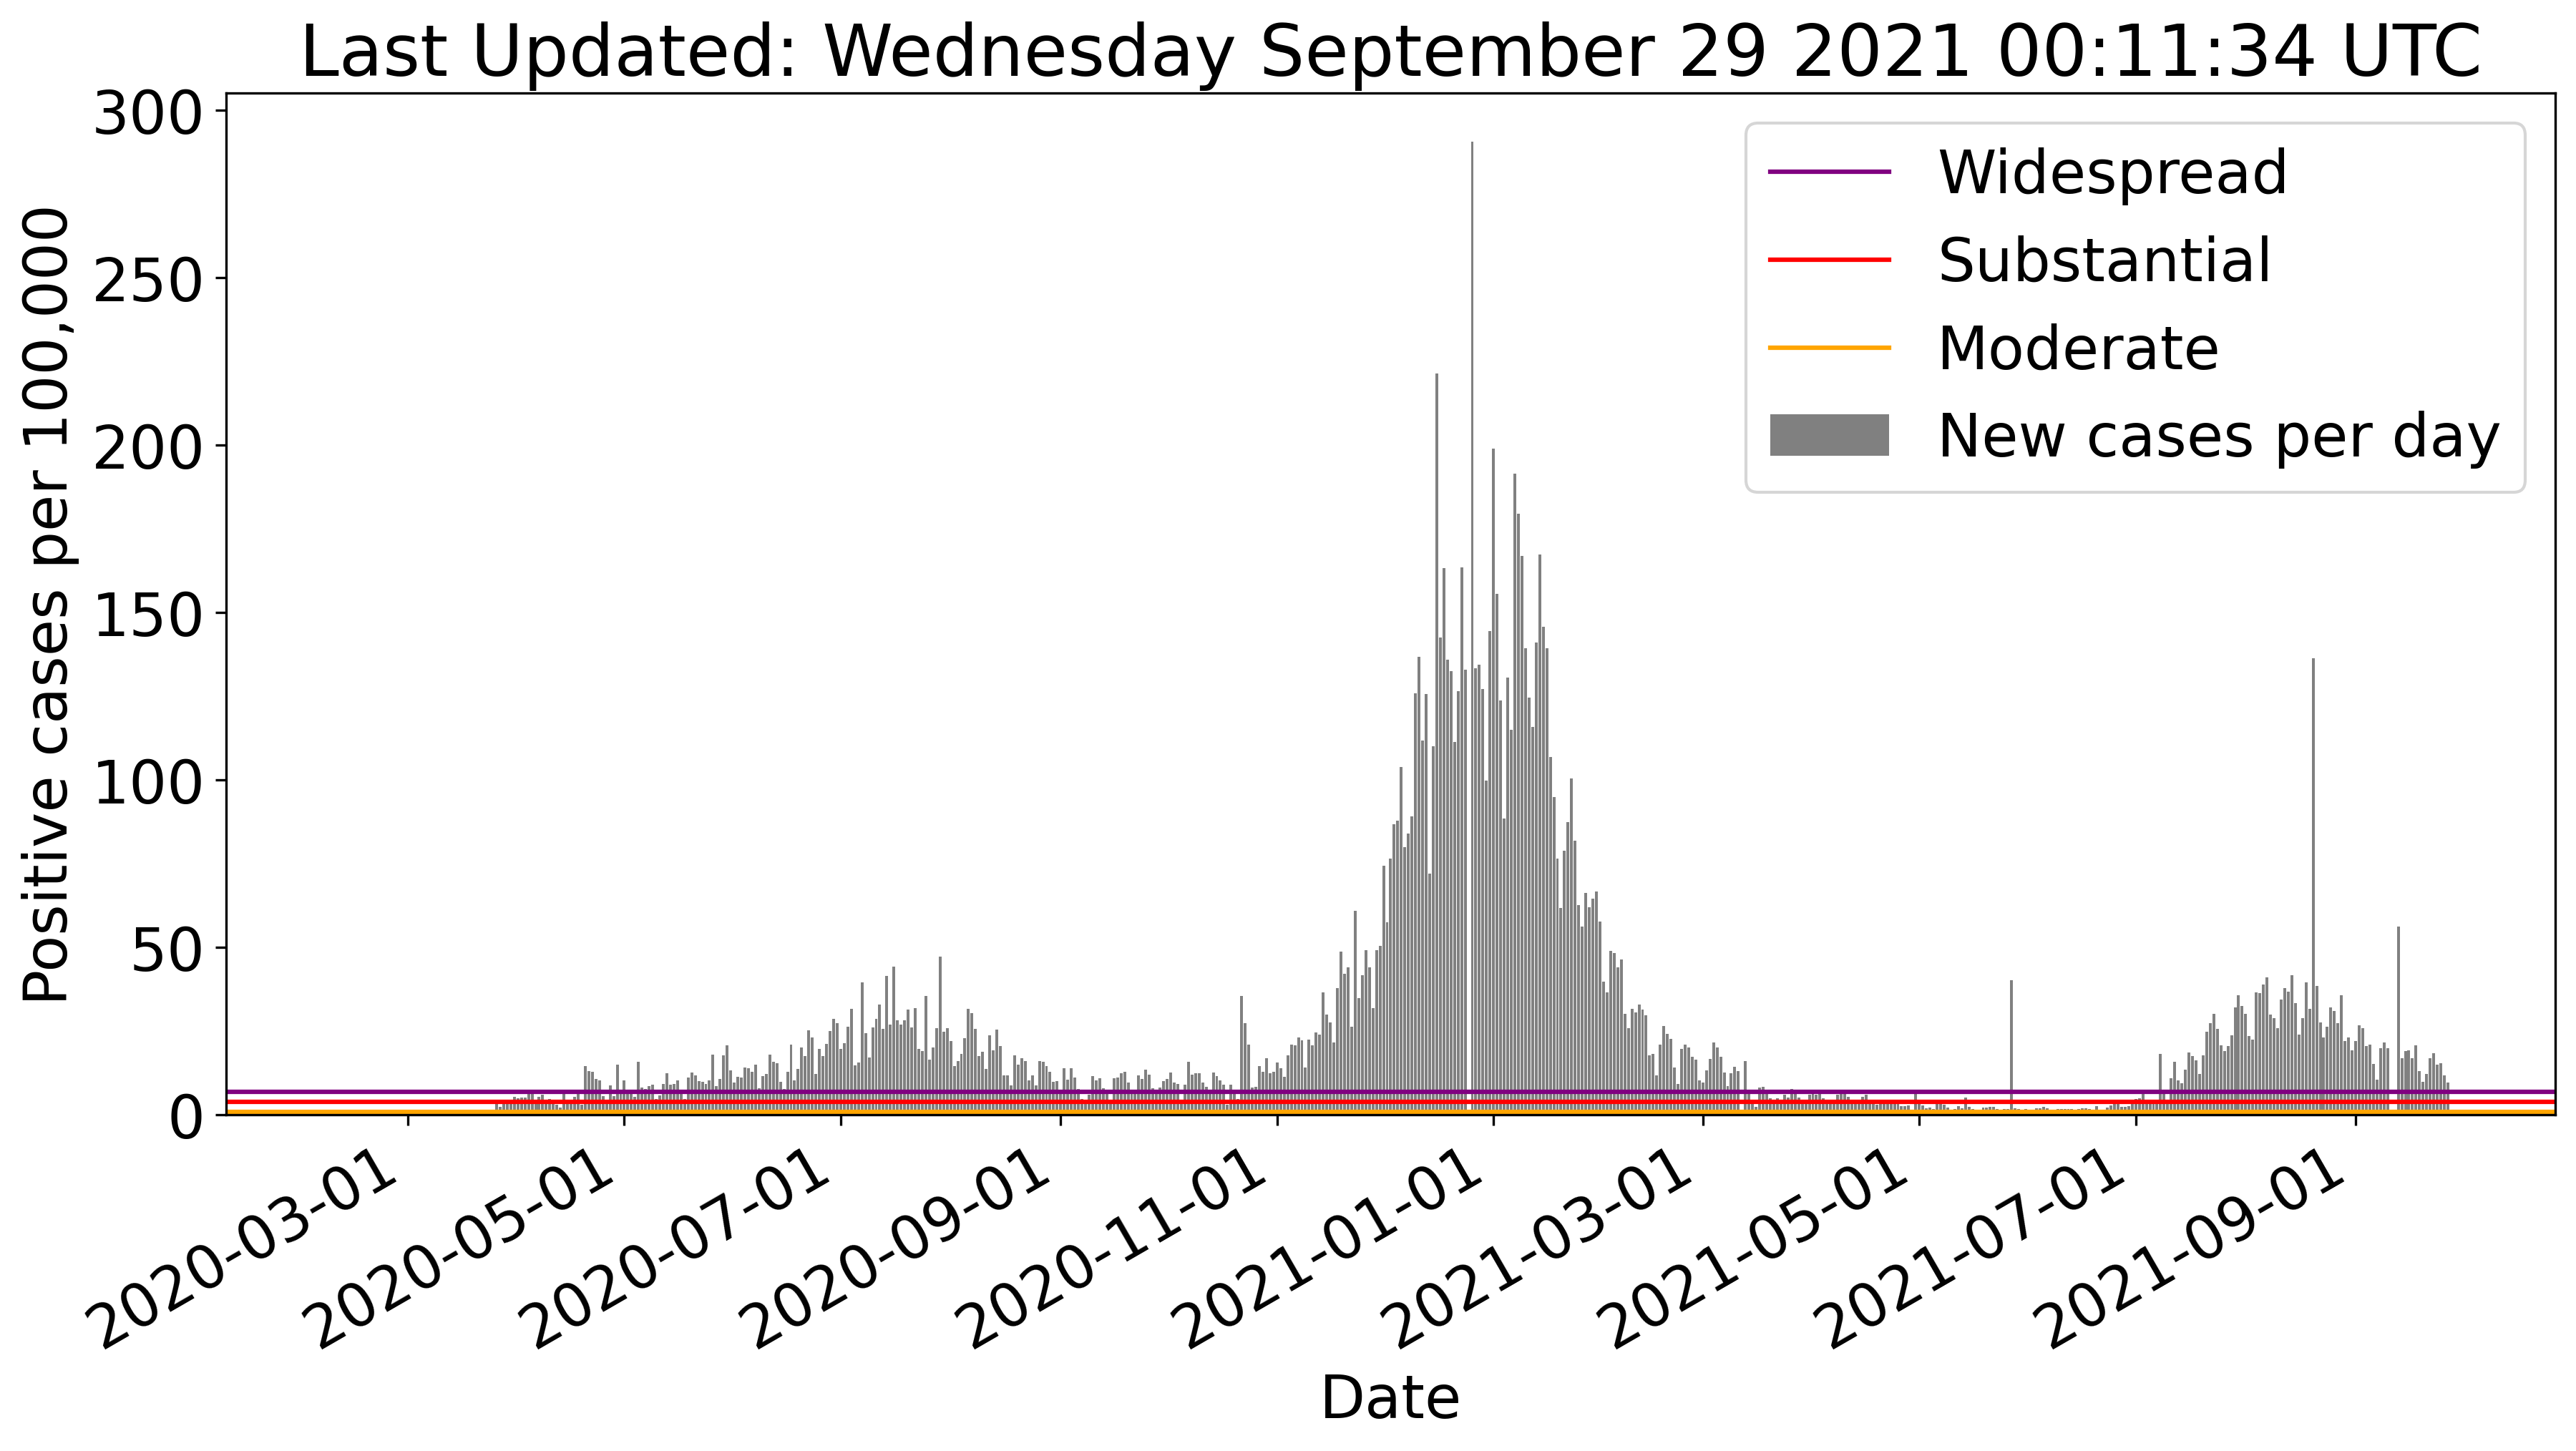 Last Updated: Wednesday September 29 2021 00:11:34 UTC
Positive cases per 100,000
300
250
200
150
100
50
0
Widespread
Substantial
Moderate
New cases per day
2020-03-01
2020-05-01
2020-07-01
2020-09-01
2020-11-01
2021-01-01
2021-03-01
2021-05-01
2021-07-01
2021-09-01
Date